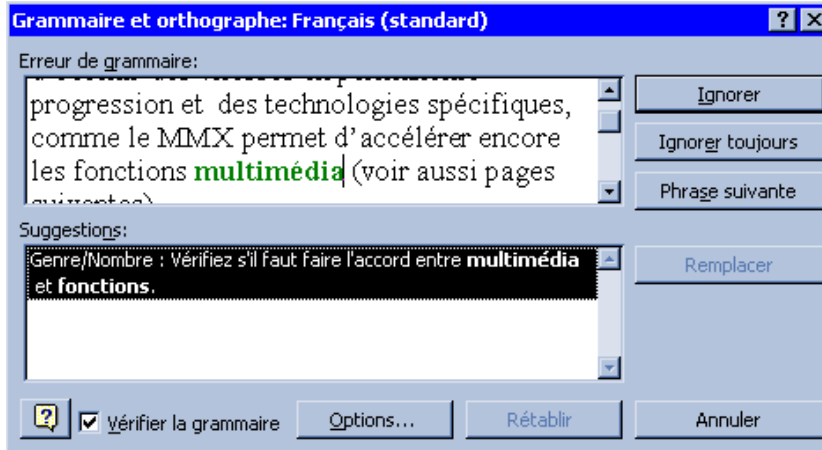 Grammaire et orthographe: Français (standard)
Erreur de grammaire:
progression et des technologies spécifiques,
comme le MMX permet d'accélérer encore
les fonctions multimédia (voir aussi pages
suivantes)
Ignorer
Ignorer toujours
Phrase suivante
Suggestions:
Genre/Nombre : Vérifiez s'il faut faire l'accord entre multimédia
et fonctions.
Remplacer
Vérifier la grammaire
Options...
Rétablir
Annuler